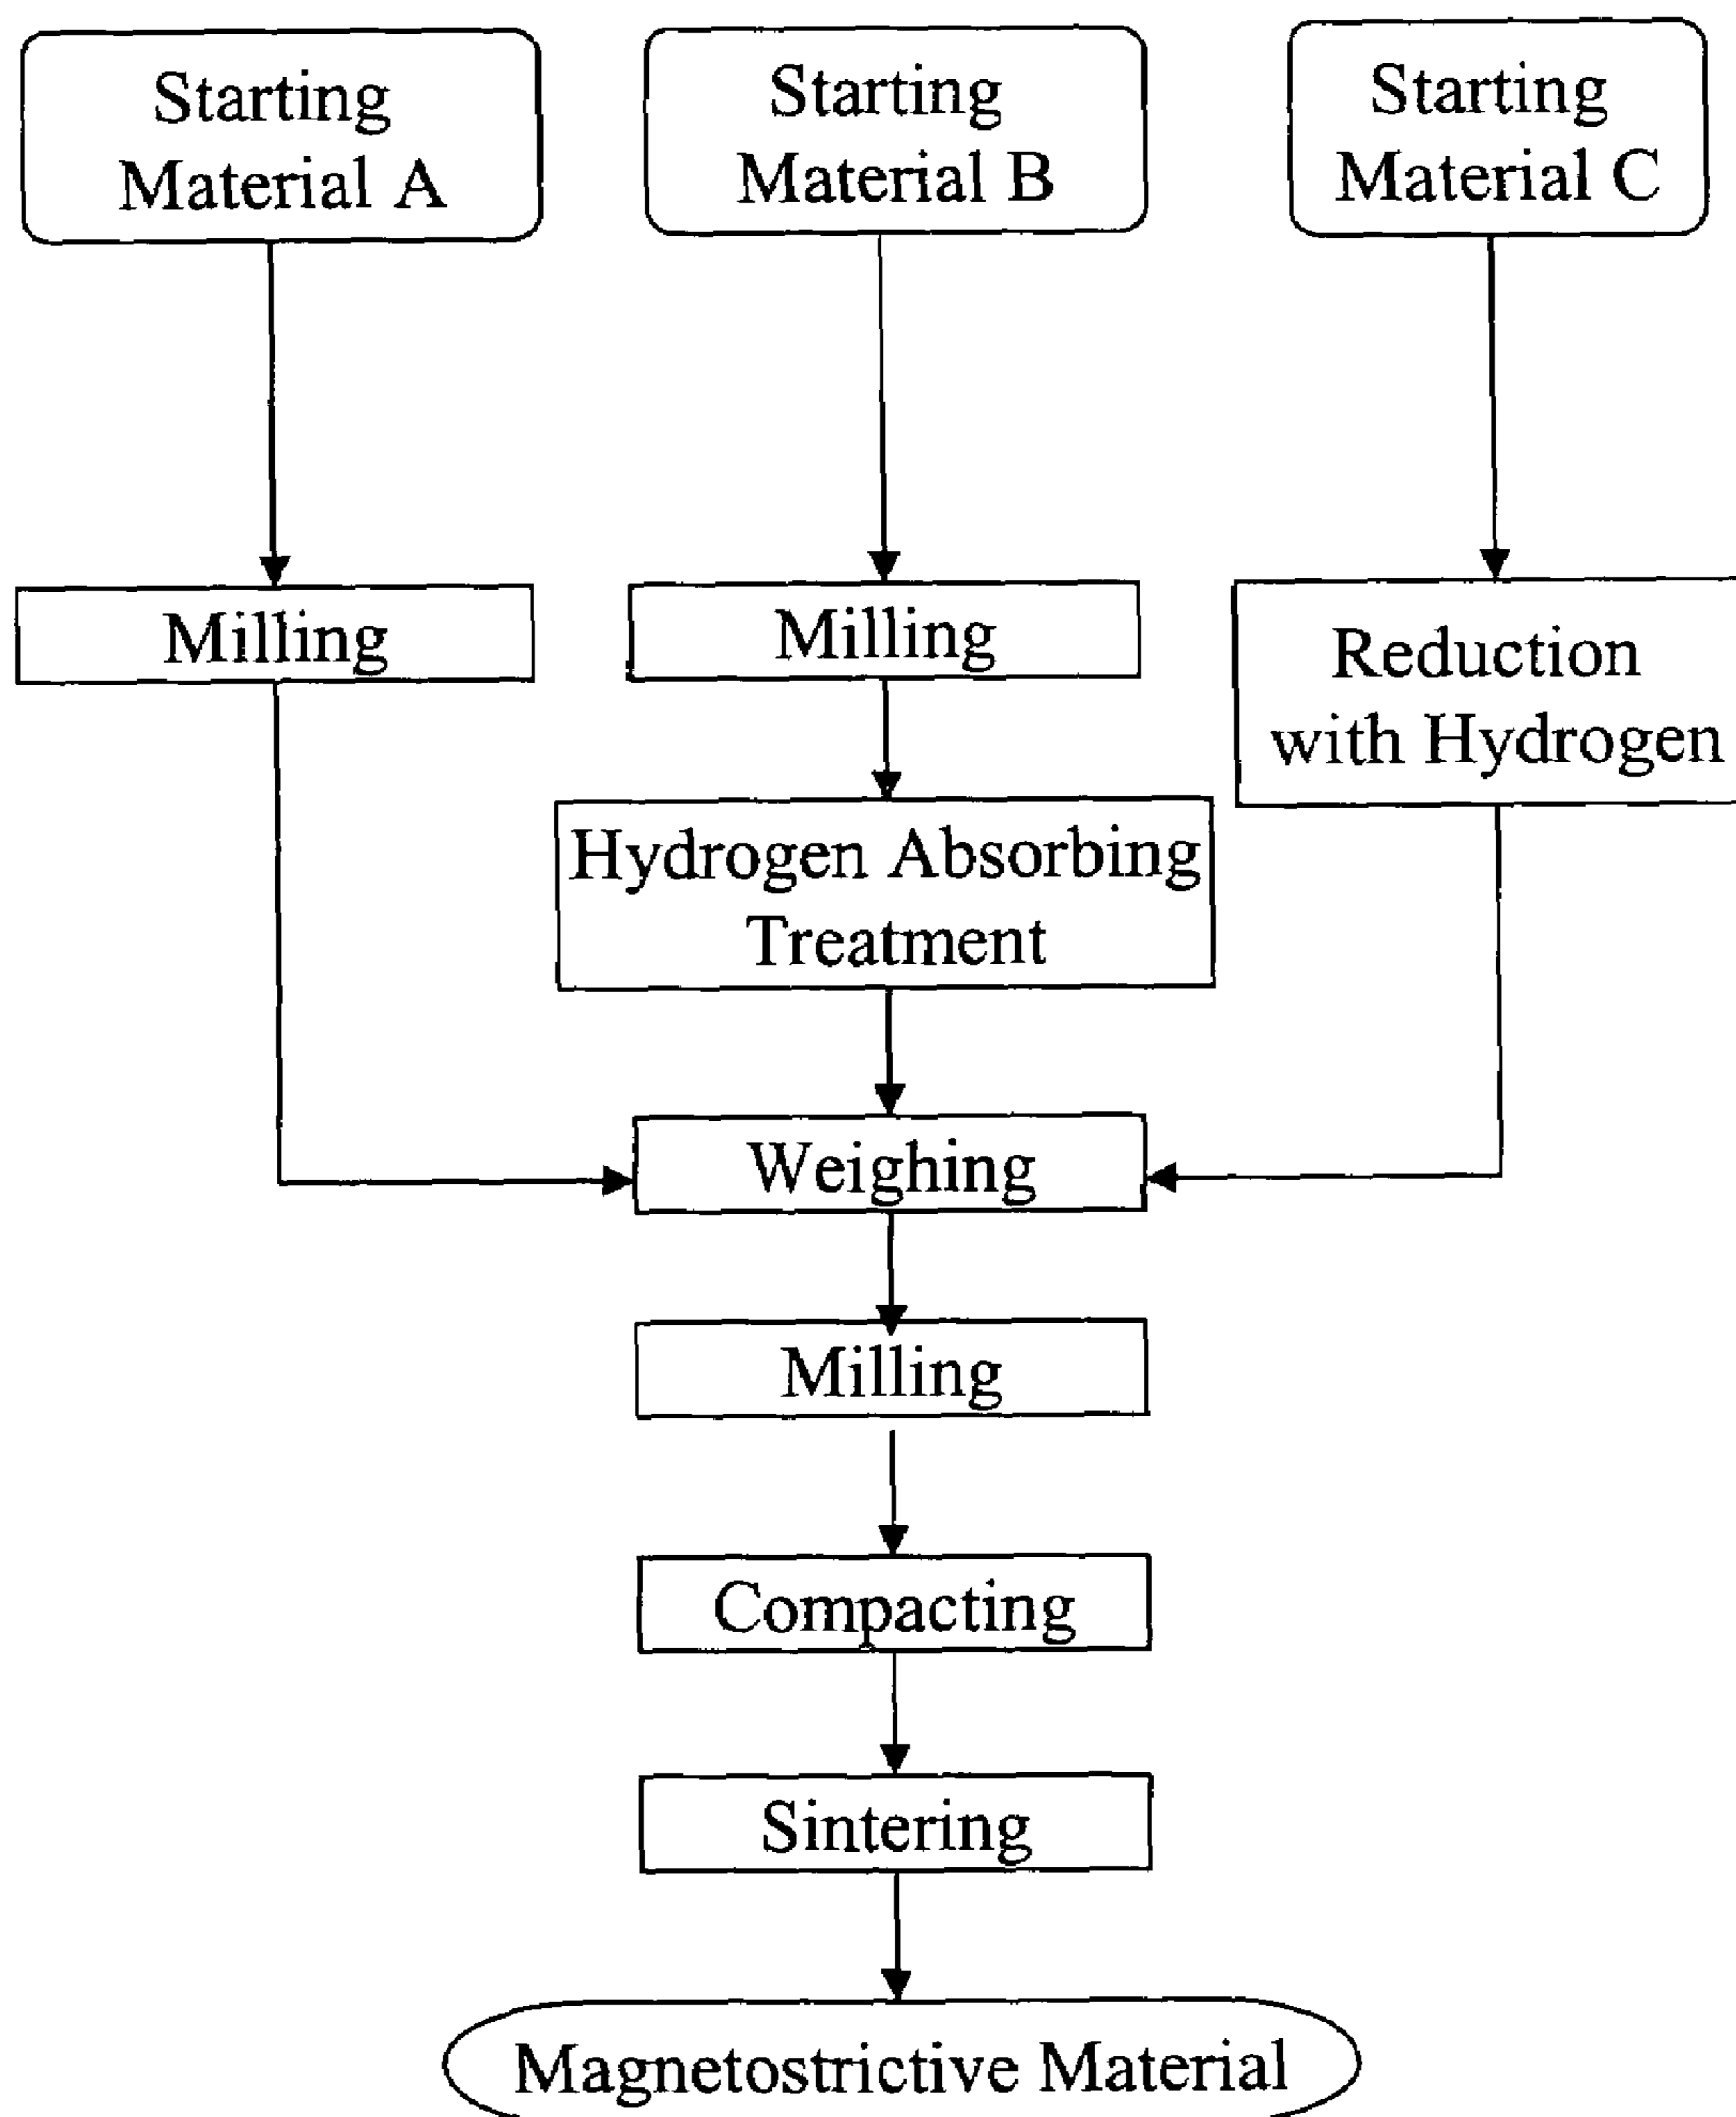 Starting
Material A
Starting
Material B
Starting
Material C
Milling
Milling
Reduction
with Hydrogen
Hydrogen Absorbing
Treatment
Weighing
Milling
Compacting
Sintering
Magnetostrictive Material